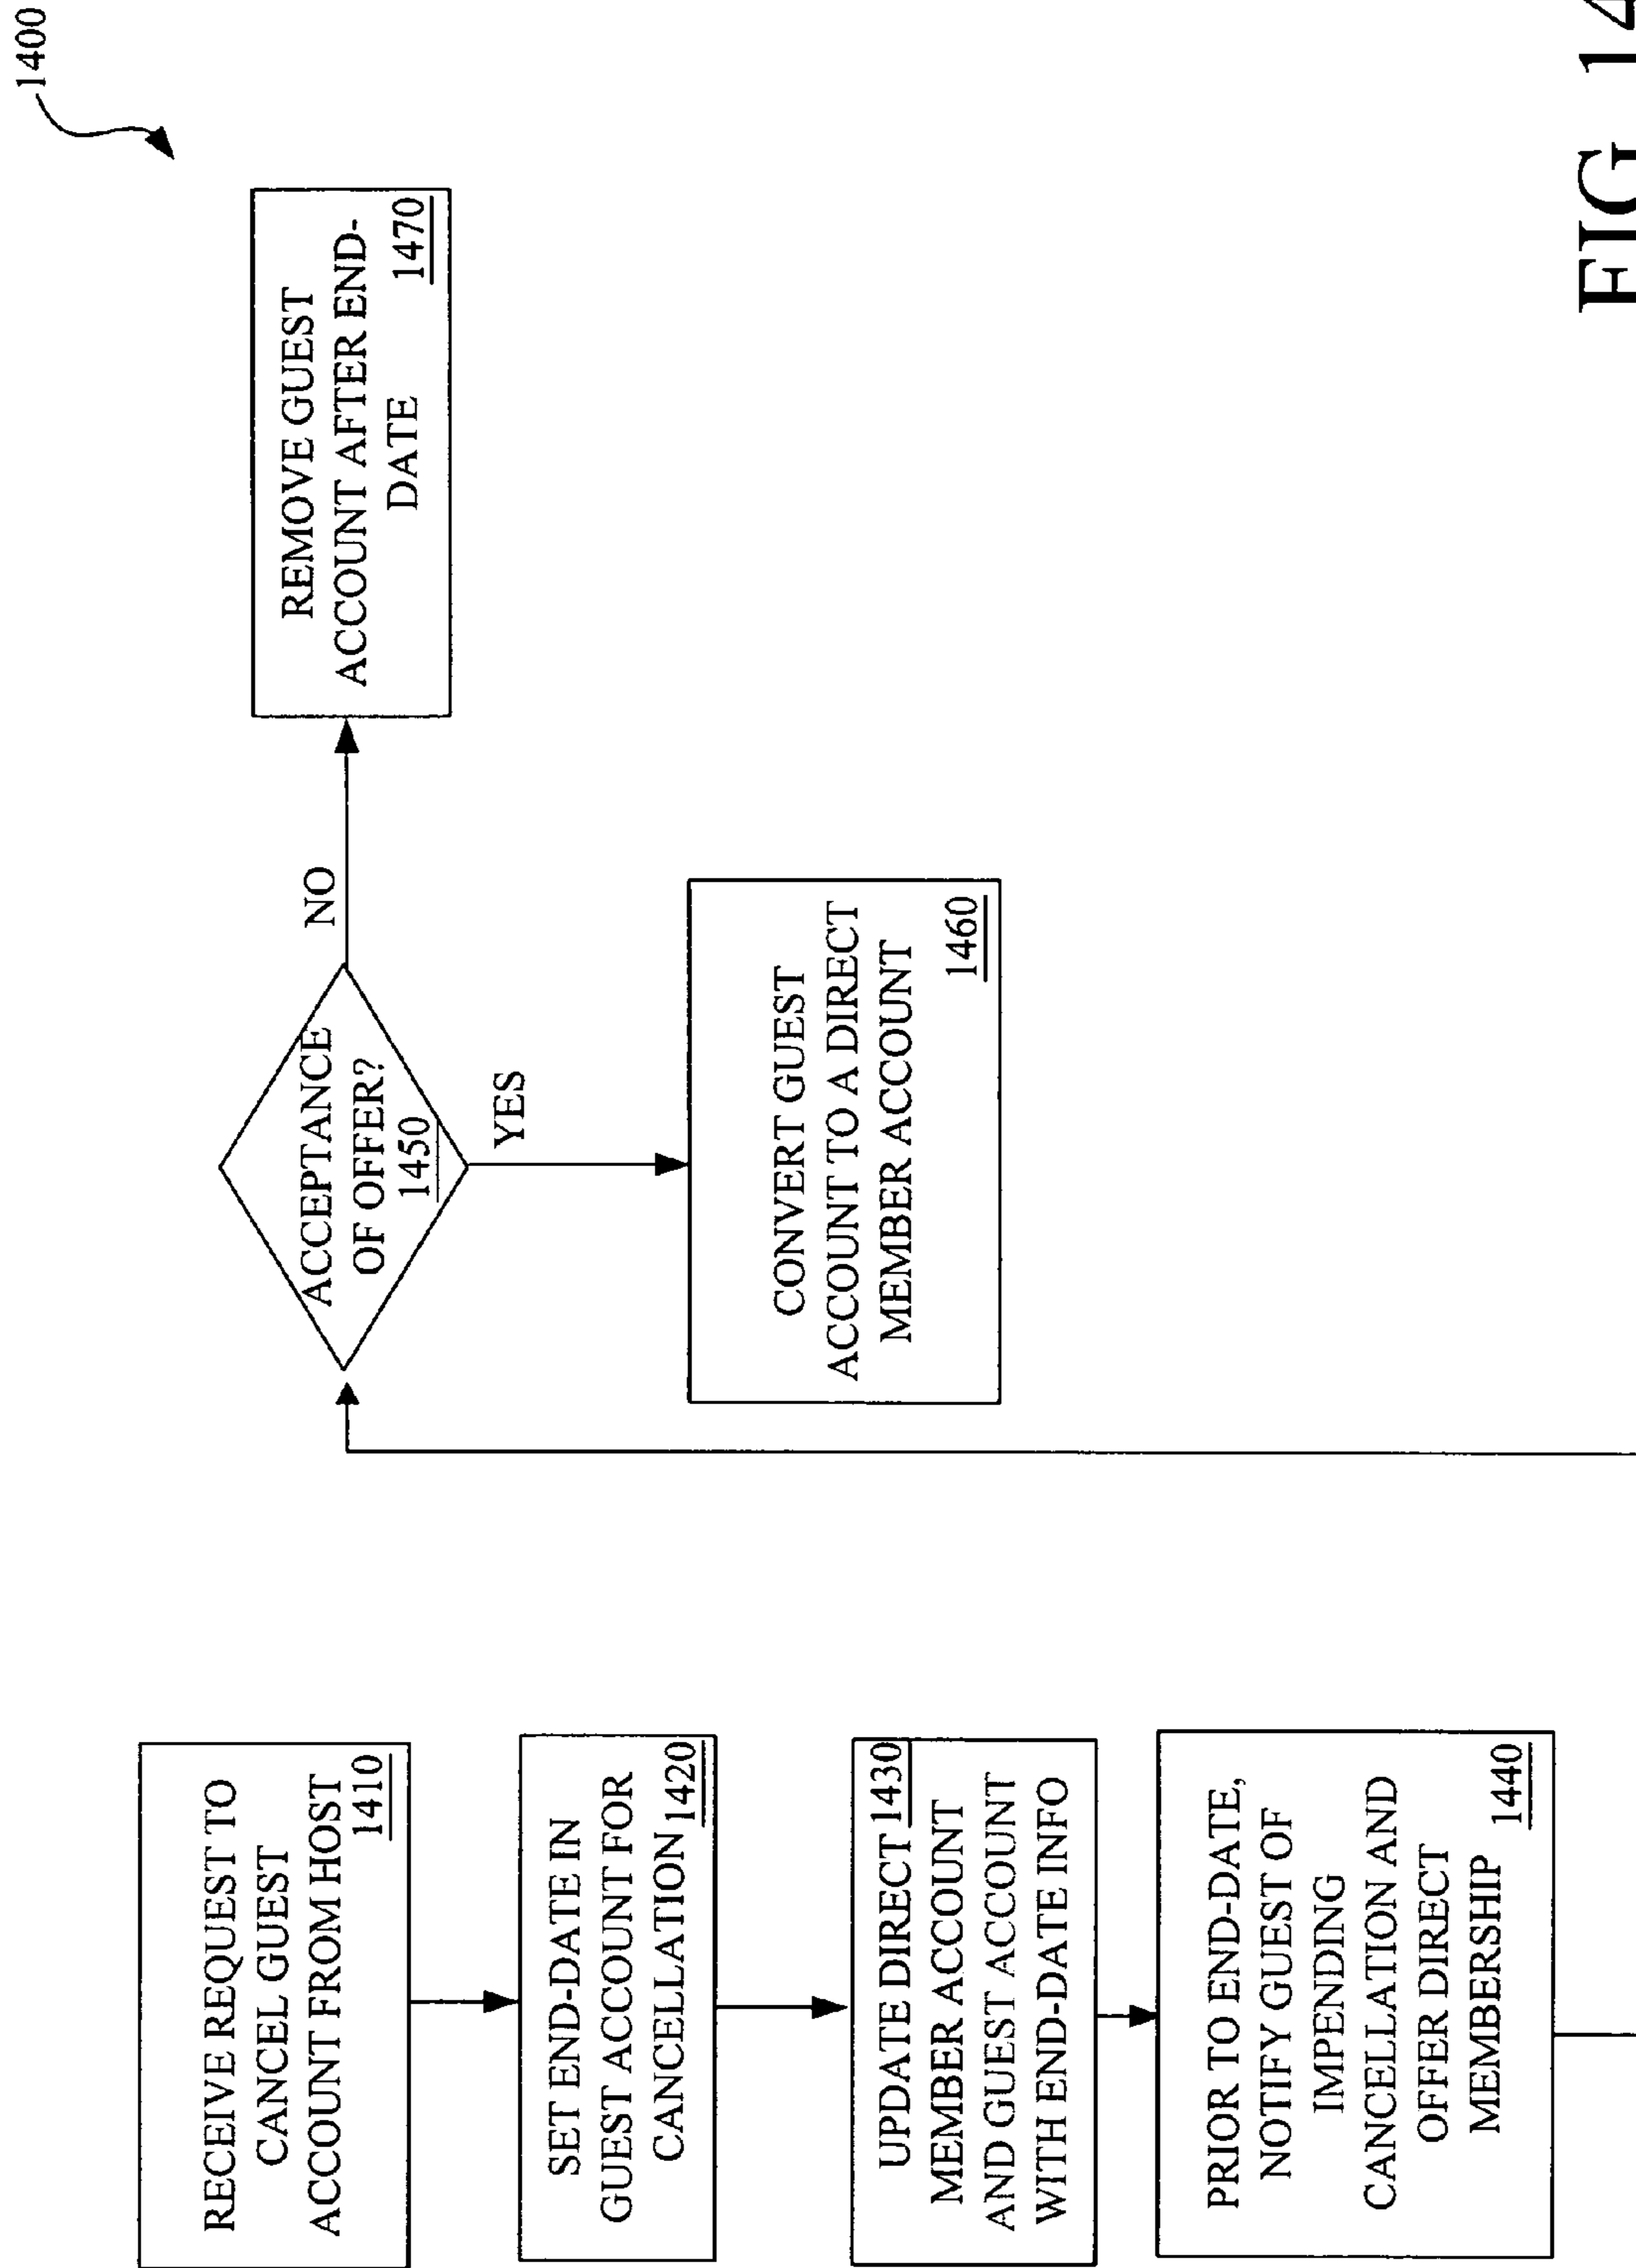 1400
RECEIVE REQUEST TO
CANCEL GUEST
ACCOUNT FROM HOST
1410
SET END-DATE IN
GUEST ACCOUNT FOR
CANCELLATION 1420
UPDATE DIRECT 1430
MEMBER ACCOUNT
AND GUEST ACCOUNT
WITH END-DATE INFO
PRIOR TO END-DATE,
NOTIFY GUEST OF
IMPENDING
CANCELLATION AND
OFFER DIRECT
MEMBERSHIP 1440
ACCEPTANCE
OF OFFER?
1450
NO
YES
CONVERT GUEST
ACCOUNT TO A DIRECT
MEMBER ACCOUNT
1460
REMOVE GUEST
ACCOUNT AFTER END-
DATE 1470
FIG. 14